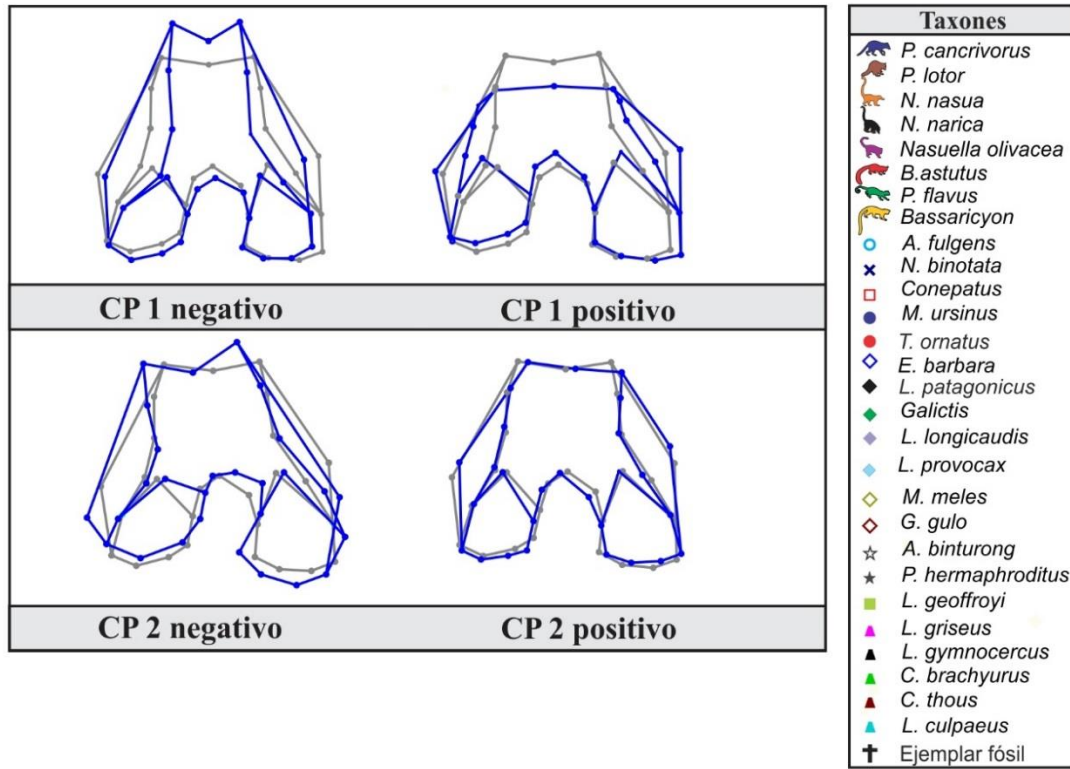 CP 1 negativo
CP 1 positivo
CP 2 negativo
CP 2 positivo
Taxones
P. cancrivorus
P. lotor
N. nasua
N. narica
Nasuella olivacea
B.astutus
P. flavus
Bassaricyon
A. fulgens
N. binotata
Conepatus
M. ursinus
T. ornatus
E. barbara
L. patagonicus
Galictis
L. longicaudis
L. provocax
M. meles
G. gulo
A. binturong
P. hermaphroditus
L. geoffroyi
L. griseus
L. gymnocercus
C. brachyurus
C. thous
L. culpaeus
Ejemplar fósil